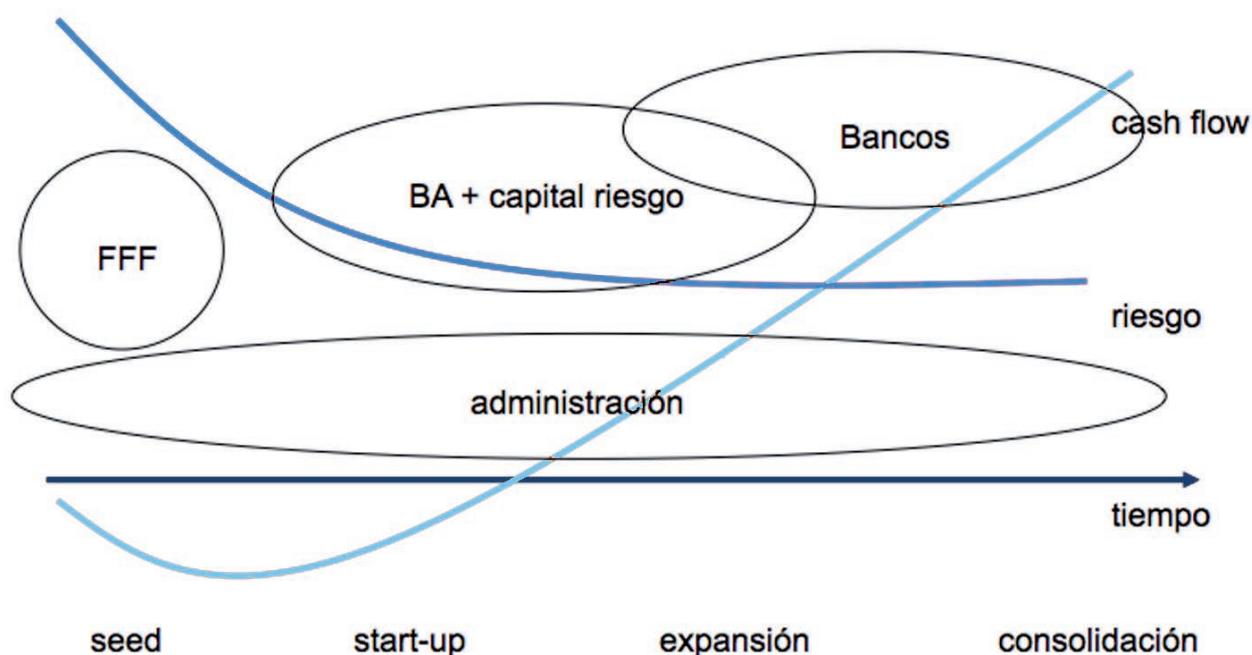 cash flow
Bancos
BA + capital riesgo
FFF
riesgo
administración
tiempo
seed start-up expansión consolidación